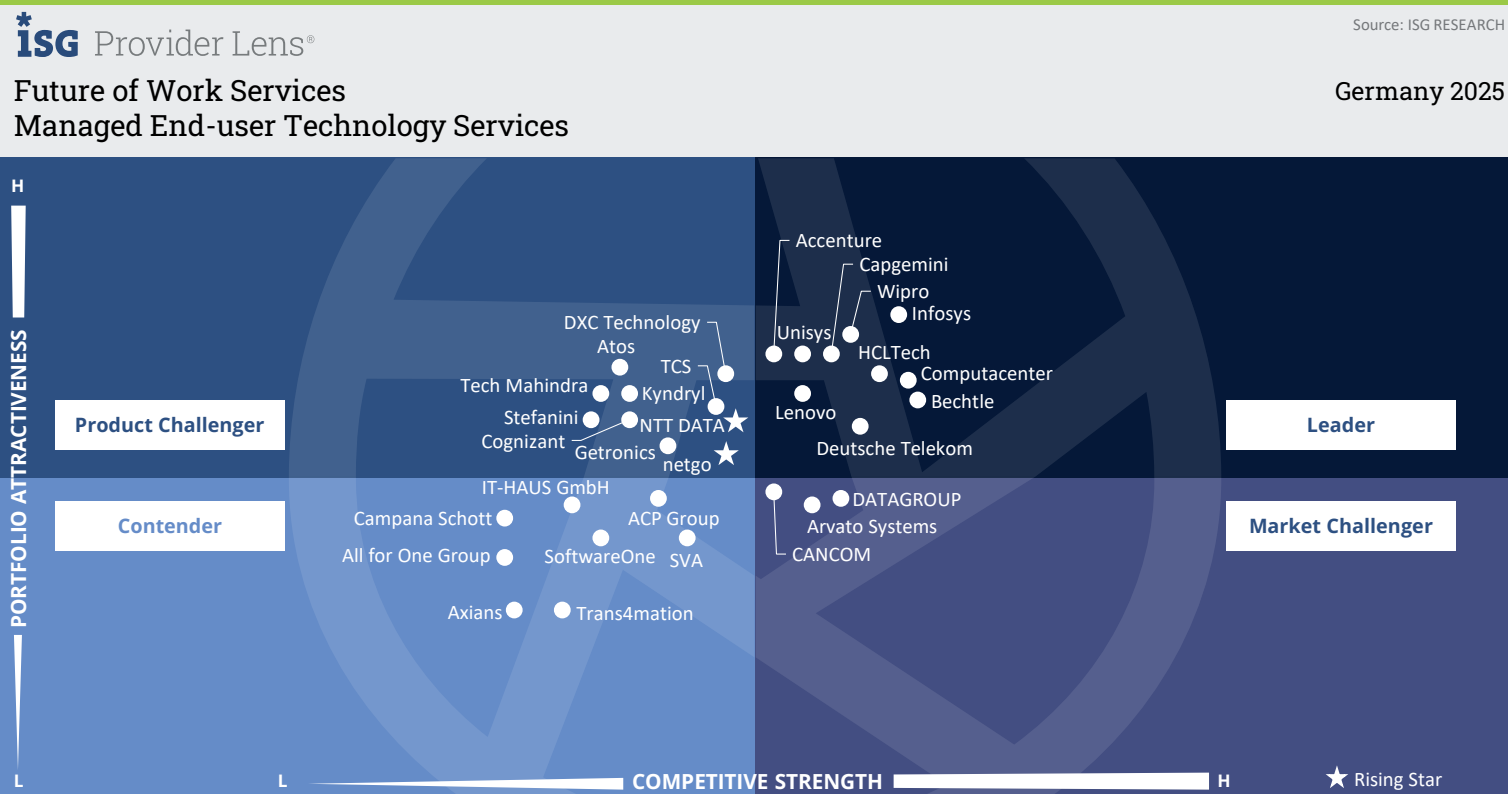 Source: ISG RESEARCH
ISG Provider Lens®
Future of Work Services
Germany 2025
Managed End-user Technology Services
H
PORTFOLIO ATTRACTIVENESS
L
Product Challenger
DXC Technology
Atos
TCS
Tech Mahindra
Kyndryl
Stefanini
NTT DATA
Cognizant
Getronics
netgo
Accenture
Capgemini
Wipro
Infosys
Unisys
HCLTech
Computacenter
Bechtle
Lenovo
Deutsche Telekom
Leader
Contender
IT-HAUS GmbH
Campana Schott
ACP Group
All for One Group
SoftwareOne
SVA
Axians
Trans4mation
DATAGROUP
Arvato Systems
CANCOM
Market Challenger
L
COMPETITIVE STRENGTH
H
Rising Star